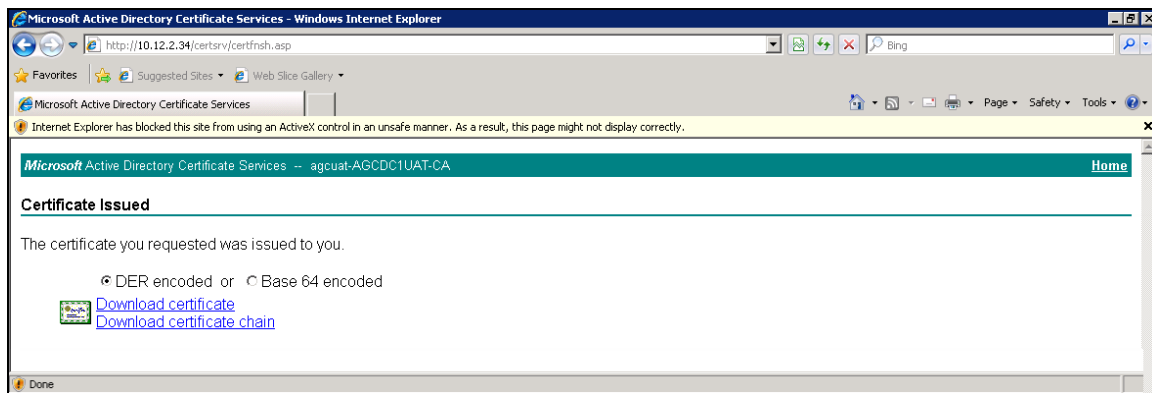 Microsoft Active Directory Certificate Services - Windows Internet Explorer
http://10.12.2.34/certsrv/certfnsh.asp
Bing
Favorites Suggested Sites Web Slice Gallery
Microsoft Active Directory Certificate Services Page Safety Tools
Internet Explorer has blocked this site from using an ActiveX control in an unsafe manner. As a result, this page might not display correctly.
Microsoft Active Directory Certificate Services -- agcuat-AGCDC1UAT-CA Home
Certificate Issued
The certificate you requested was issued to you.
DER encoded or Base 64 encoded
Download certificate
Download certificate chain
Done